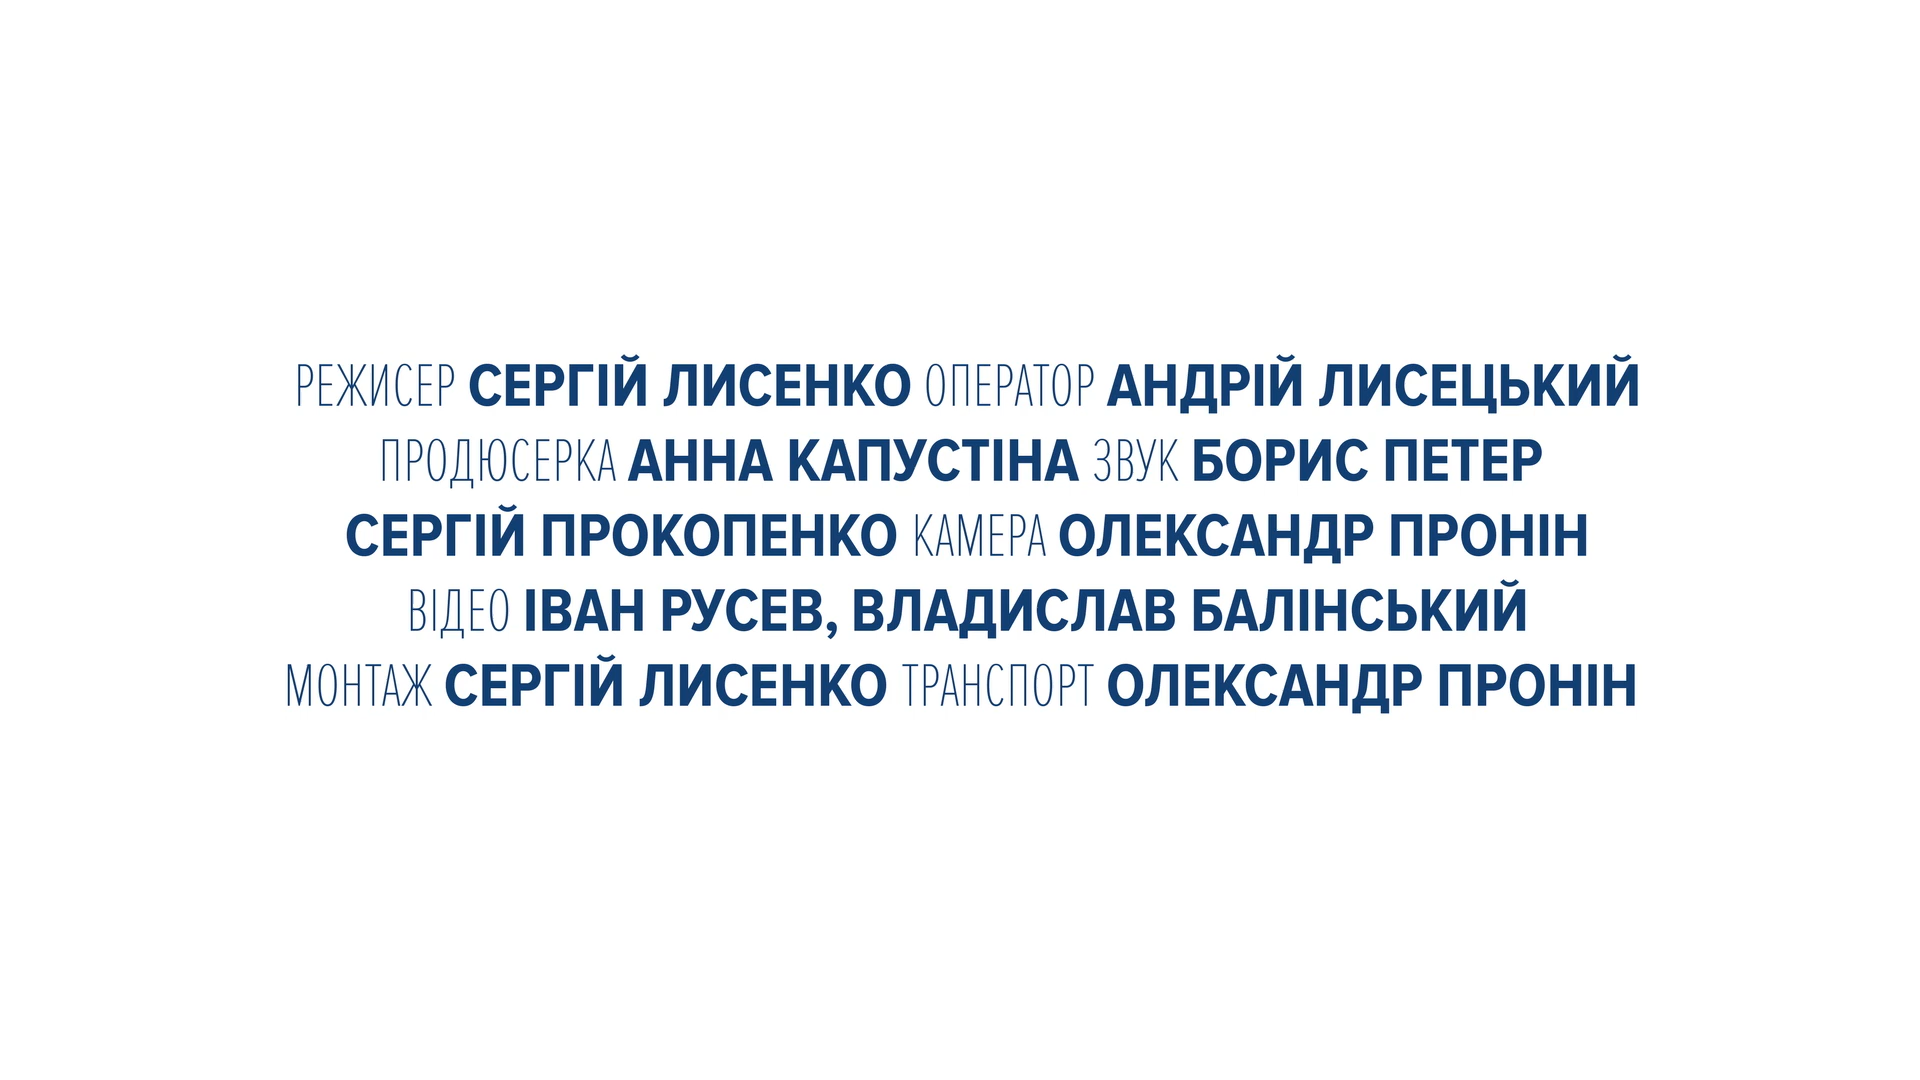 РЕЖИСЕР СЕРГІЙ ЛИСЕНКО ОПЕРАТОР АНДРІЙ ЛИСЕЦЬКИЙ
ПРОДЮСЕРКА АННА КАПУСТІНА ЗВУК БОРИС ПЕТЕР
СЕРГІЙ ПРОКОПЕНКО КАМЕРА ОЛЕКСАНДР ПРОНІН
ВІДЕО ІВАН РУСЕВ, ВЛАДИСЛАВ БАЛІНСЬКИЙ
МОНТАЖ СЕРГІЙ ЛИСЕНКО ТРАНСПОРТ ОЛЕКСАНДР ПРОНІН